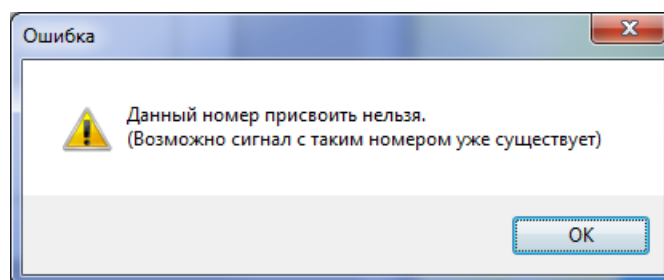 Ошибка
Данный номер присвоить нельзя.
(Возможно сигнал с таким номером уже существует)
OK